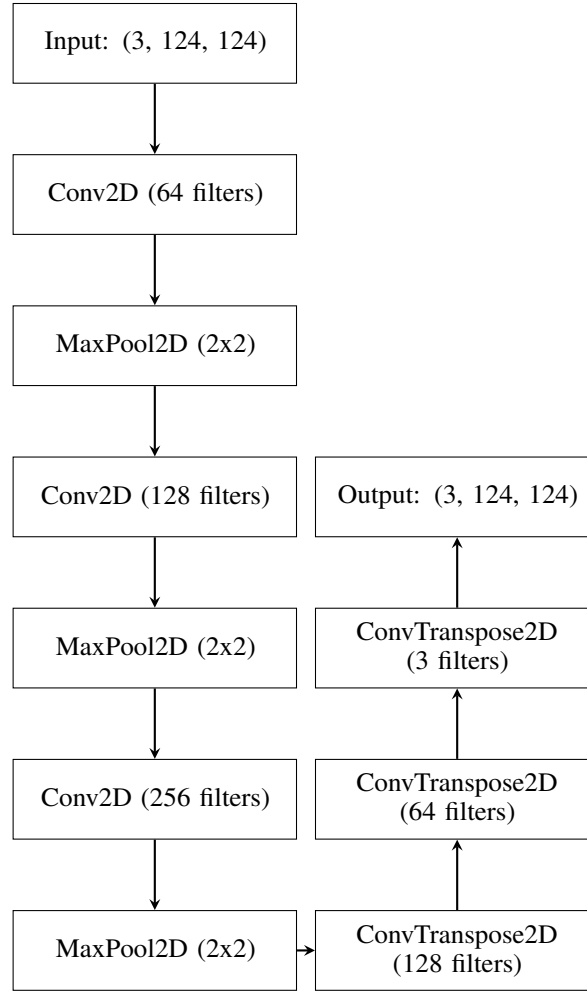 Input: (3, 124, 124)
Conv2D (64 filters)
MaxPool2D (2x2)
Conv2D (128 filters)
MaxPool2D (2x2)
Conv2D (256 filters)
MaxPool2D (2x2)
ConvTranspose2D
(128 filters)
ConvTranspose2D
(64 filters)
ConvTranspose2D
(3 filters)
Output: (3, 124, 124)